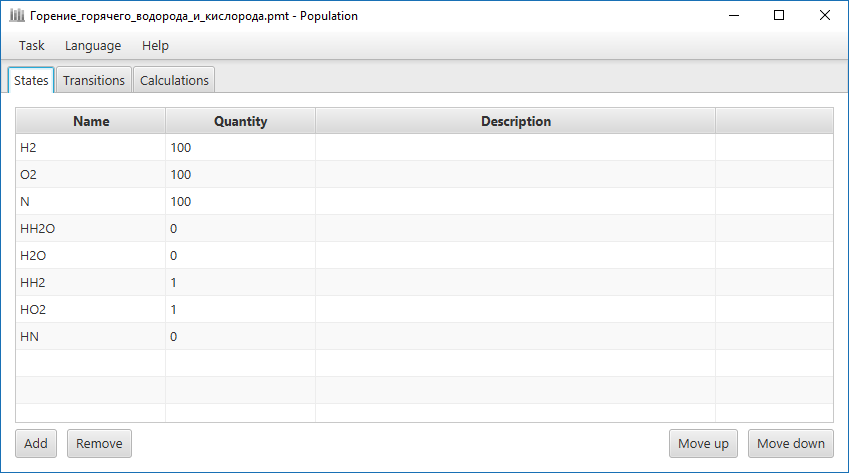 Горение_горячего_водорода_и_кислорода.pmt - Population
Task Language Help
States Transitions Calculations
Name Quantity Description
H2 100
O2 100
N 100
HH2O 0
H2O 0
HH2 1
HO2 1
HN 0
Add Remove Move up Move down